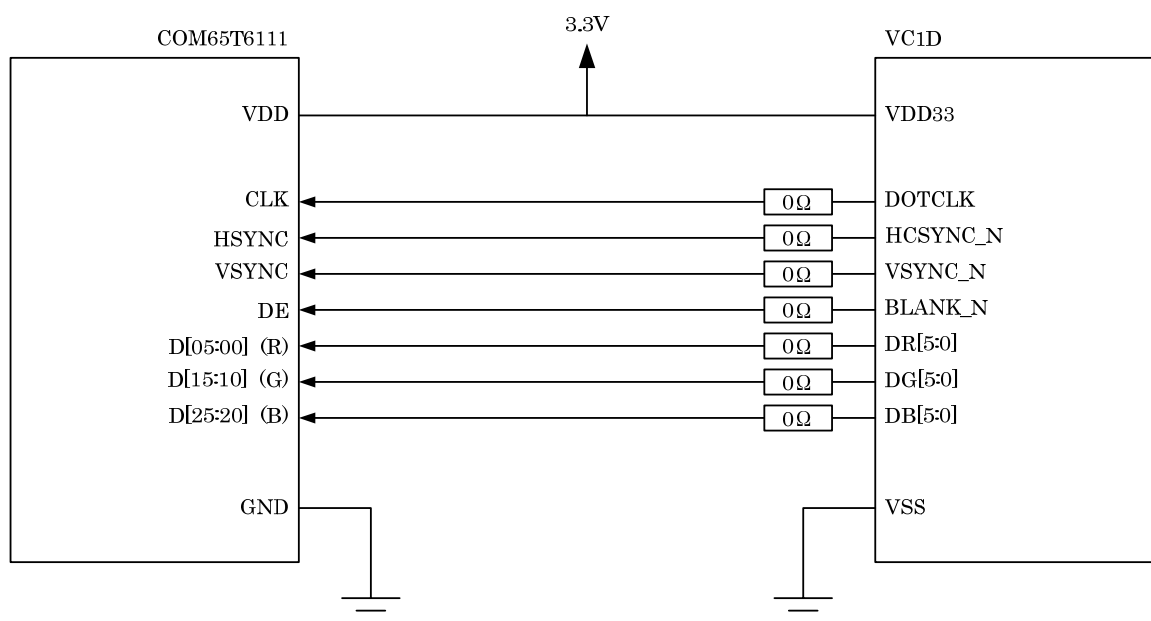 3.3V
COM65T6111 VC1D
VDD VDD33
CLK 0Ω DOTCLK
HSYNC 0Ω HCSYNC_N
VSYNC 0Ω VSYNC_N
DE 0Ω BLANK_N
D[05:00] (R) 0Ω DR[5:0]
D[15:10] (G) 0Ω DG[5:0]
D[25:20] (B) 0Ω DB[5:0]
GND VSS